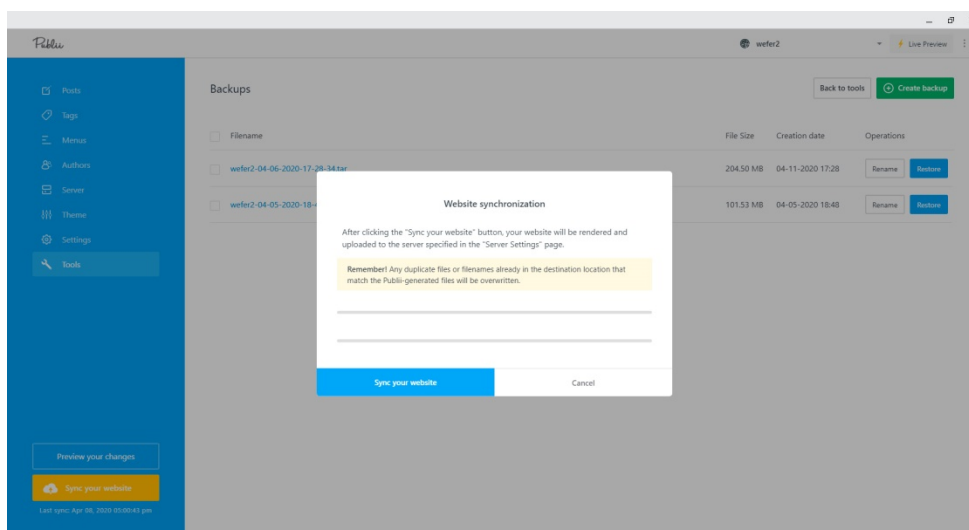 Publii
wefer2
Live Preview
Posts
Tags
Menus
Authors
Server
Theme
Settings
Tools
Backups
Back to tools
Create backup
Filename File Size Creation date Operations
wefer2-04-06-2020-17-28-34.tar 204.50 MB 04-11-2020 17:28 Rename Restore
wefer2-04-05-2020-18- 101.53 MB 04-05-2020 18:48 Rename Restore
Website synchronization
After clicking the "Sync your website" button, your website will be rendered and
uploaded to the server specified in the "Server Settings" page.
Remember! Any duplicate files or filenames already in the destination location that
match the Publii-generated files will be overwritten.
Sync your website Cancel
Preview your changes
Sync your website
Last sync: Apr 08, 2020 05:00:43 pm